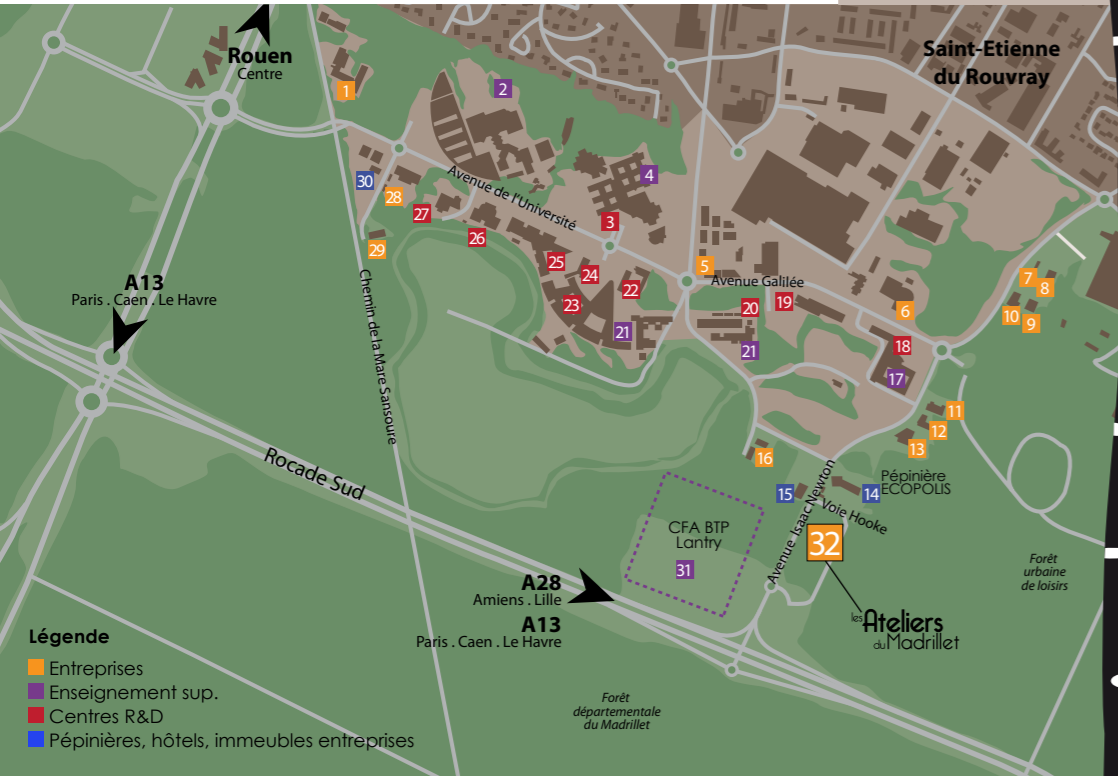 Rouen
Centre
Saint-Etienne
du Rouvray
1
2
30
28
27
26
29
4
3
Avenue de l'Université
25
24
23
22
21
5
Avenue Galilée
20
19
21
6
18
17
7
8
10
9
11
12
13
16
15
14
Pépinière
ECOPOLIS
Chemin de la Mare Sansoure
A13
Paris . Caen . Le Havre
Rocade Sud
CFA BTP
Lantry
31
Avenue Isaac Newton
Voie Hooke
32
les Ateliers
du Madrillet
Forêt
urbaine
de loisirs
A28
Amiens . Lille
A13
Paris . Caen . Le Havre
Forêt
départementale
du Madrillet
Légende
Entreprises
Enseignement sup.
Centres R&D
Pépinières, hôtels, immeubles entreprises